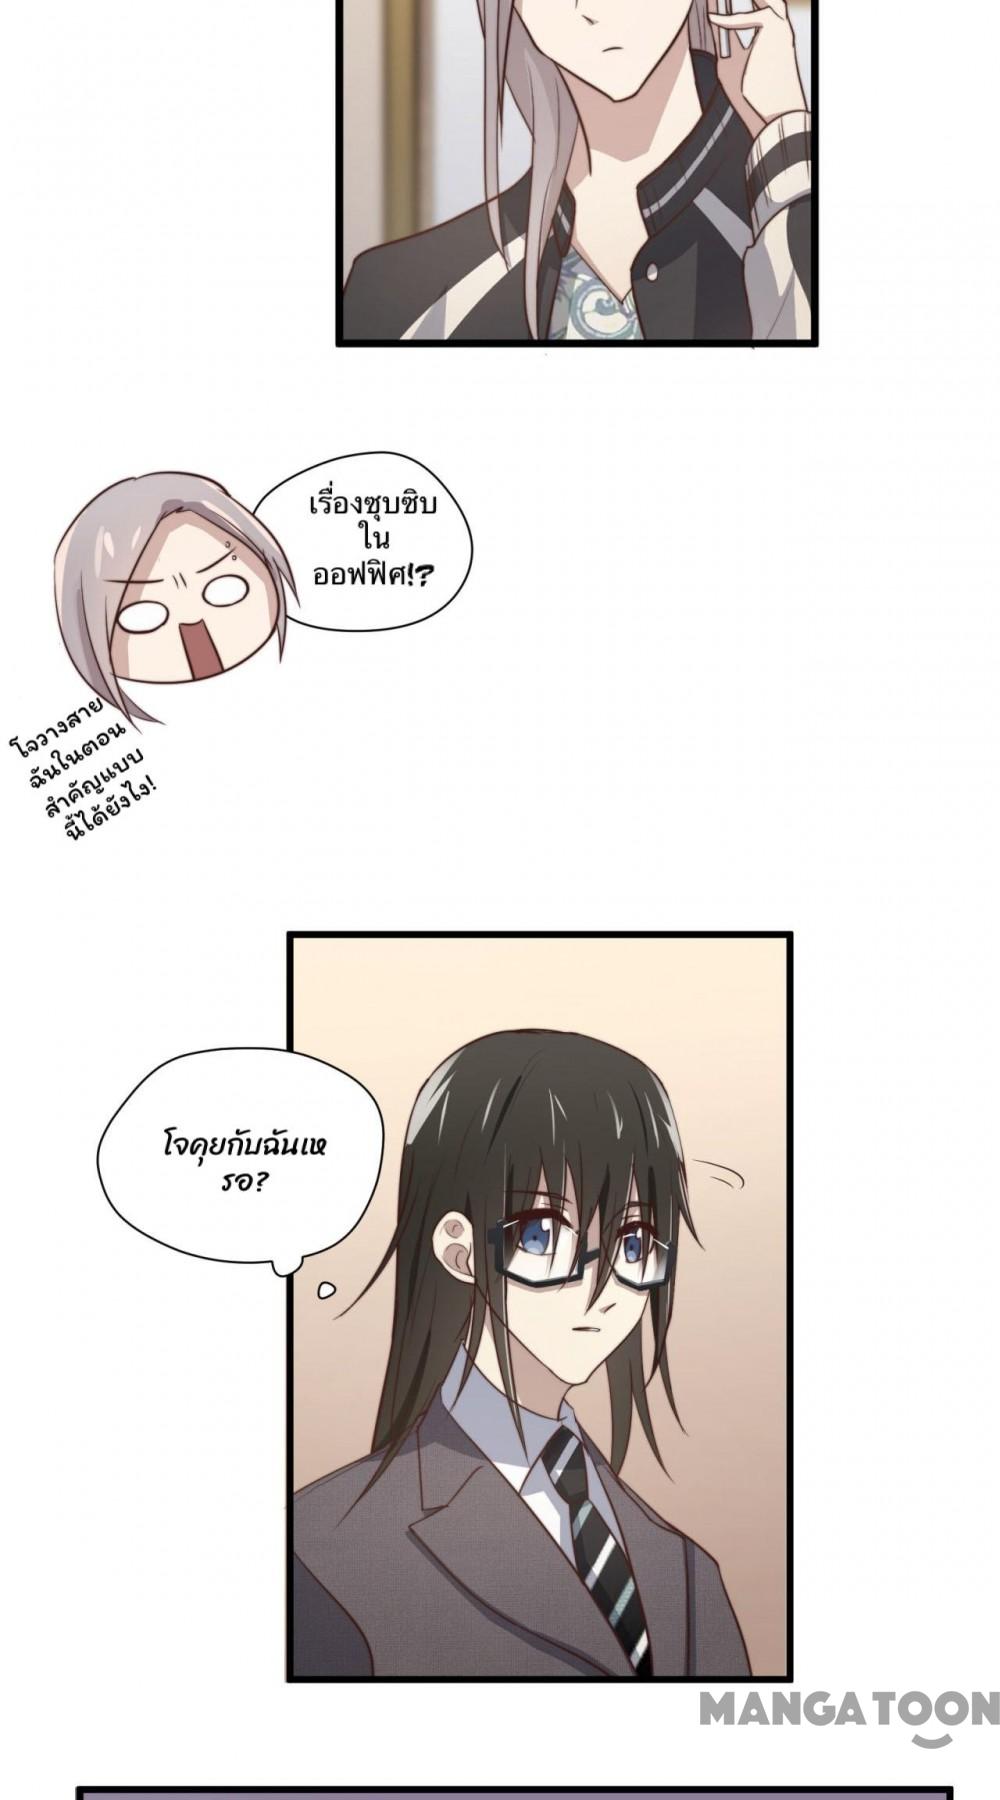 เรื่องซุบซิบ
ใน
ออฟฟิศ!?
โจวางสาย
ฉันในตอน
สำคัญแบบ
นี้ได้ยังไง!
โจคุยกับฉันเห
รอ?
MANGATOON